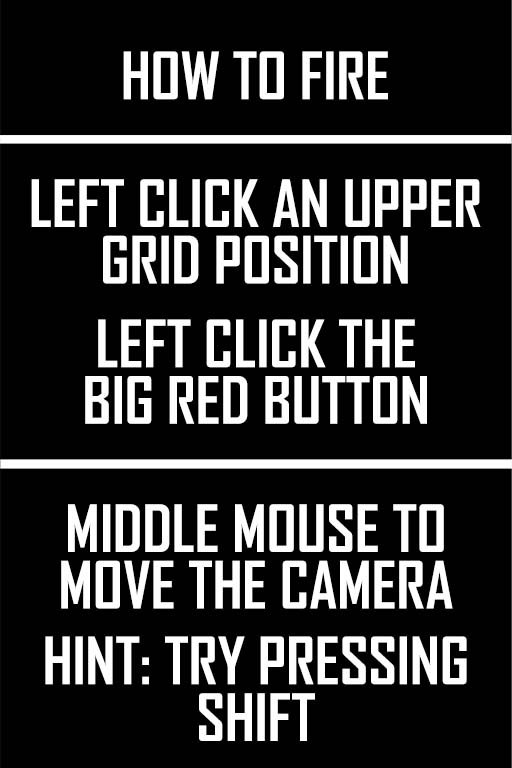 HOW TO FIRE
LEFT CLICK AN UPPER
GRID POSITION
LEFT CLICK THE
BIG RED BUTTON
MIDDLE MOUSE TO
MOVE THE CAMERA
HINT: TRY PRESSING
SHIFT